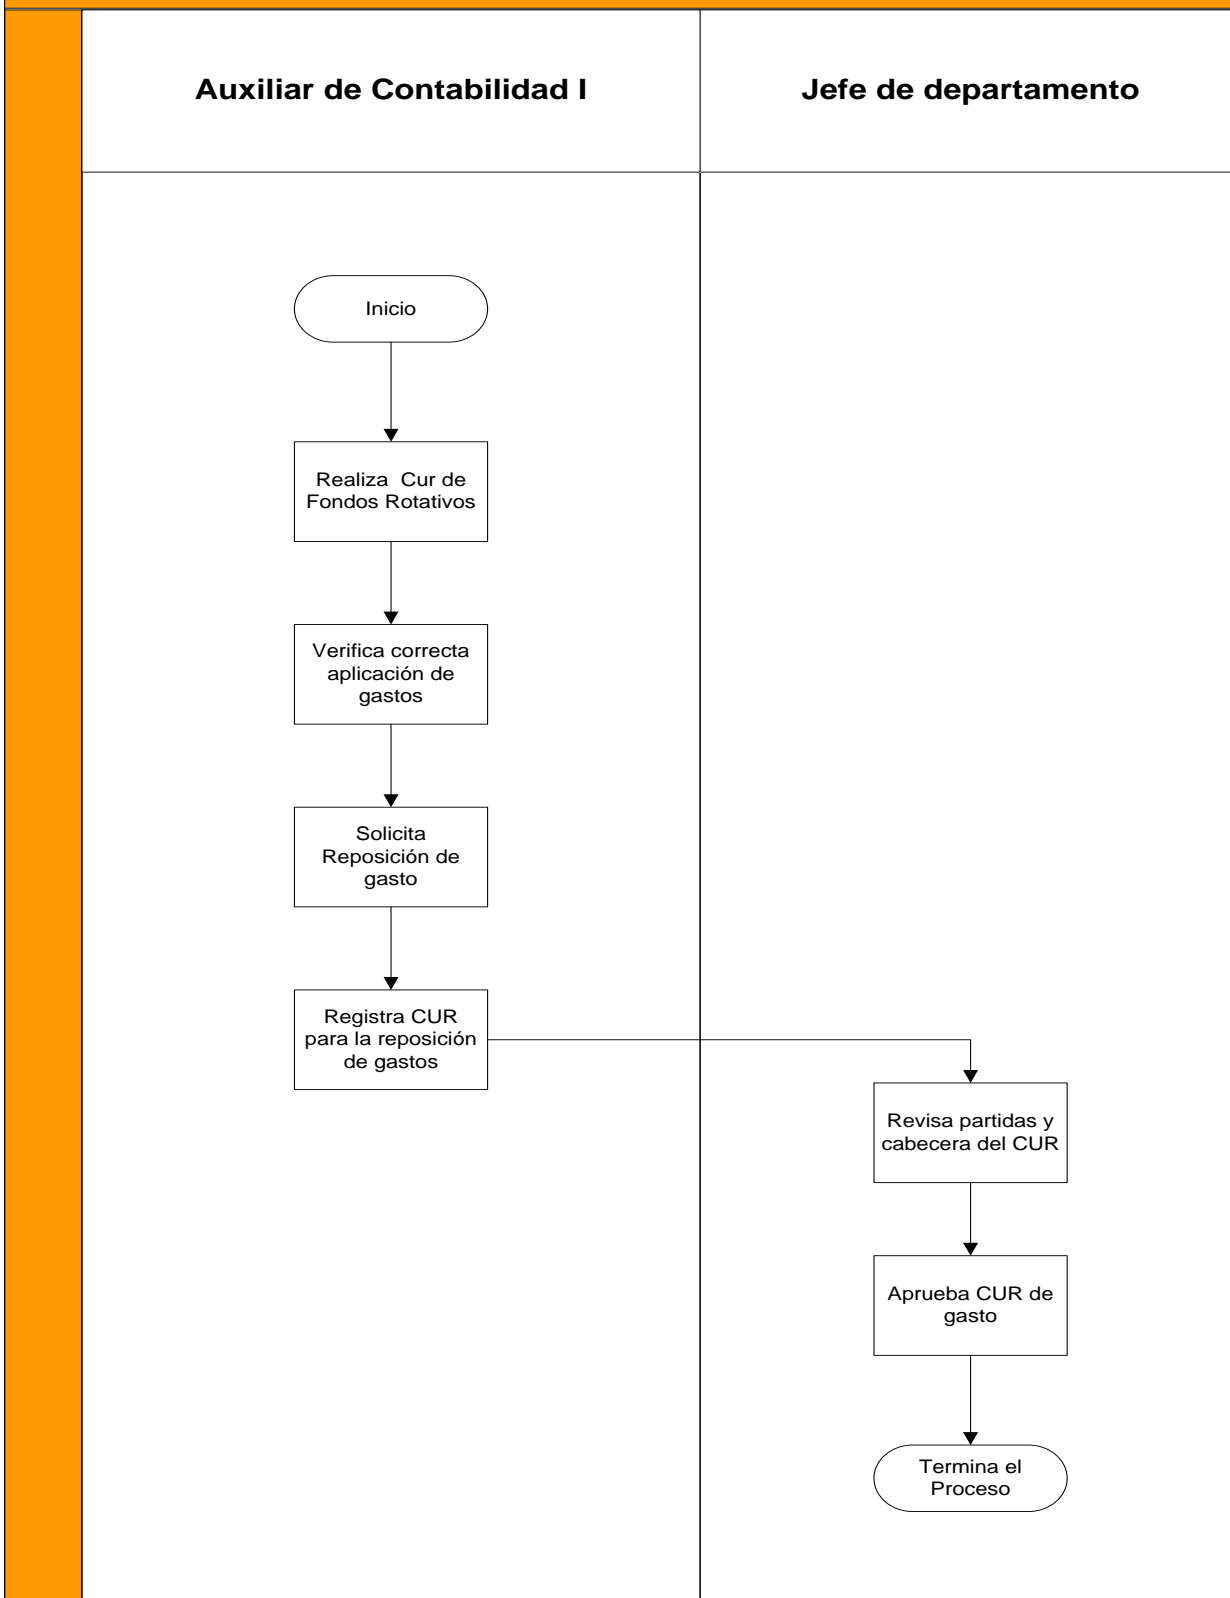 Auxiliar de Contabilidad I
Jefe de departamento
Inicio
Realiza Cur de
Fondos Rotativos
Verifica correcta
aplicación de
gastos
Solicita
Reposición de
gasto
Registra CUR
para la reposición
de gastos
Revisa partidas y
cabecera del CUR
Aprueba CUR de
gasto
Termina el
Proceso